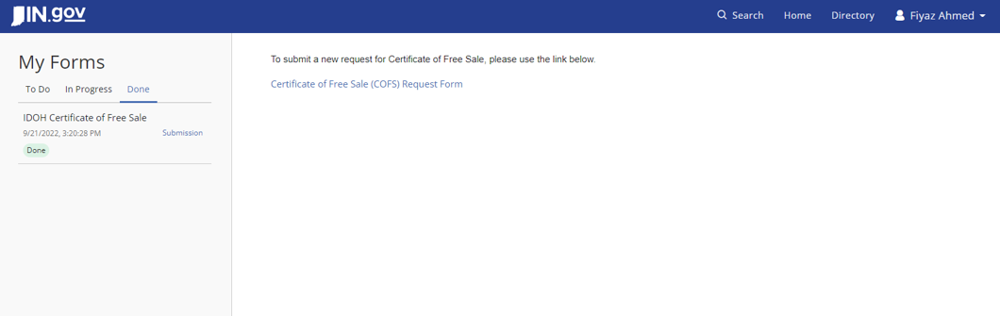 IN.gov
Search
Home
Directory
Fiyaz Ahmed
My Forms
To Do
In Progress
Done
IDOH Certificate of Free Sale
9/21/2022, 3:20:28 PM
Submission
Done
To submit a new request for Certificate of Free Sale, please use the link below.
Certificate of Free Sale (COFS) Request Form